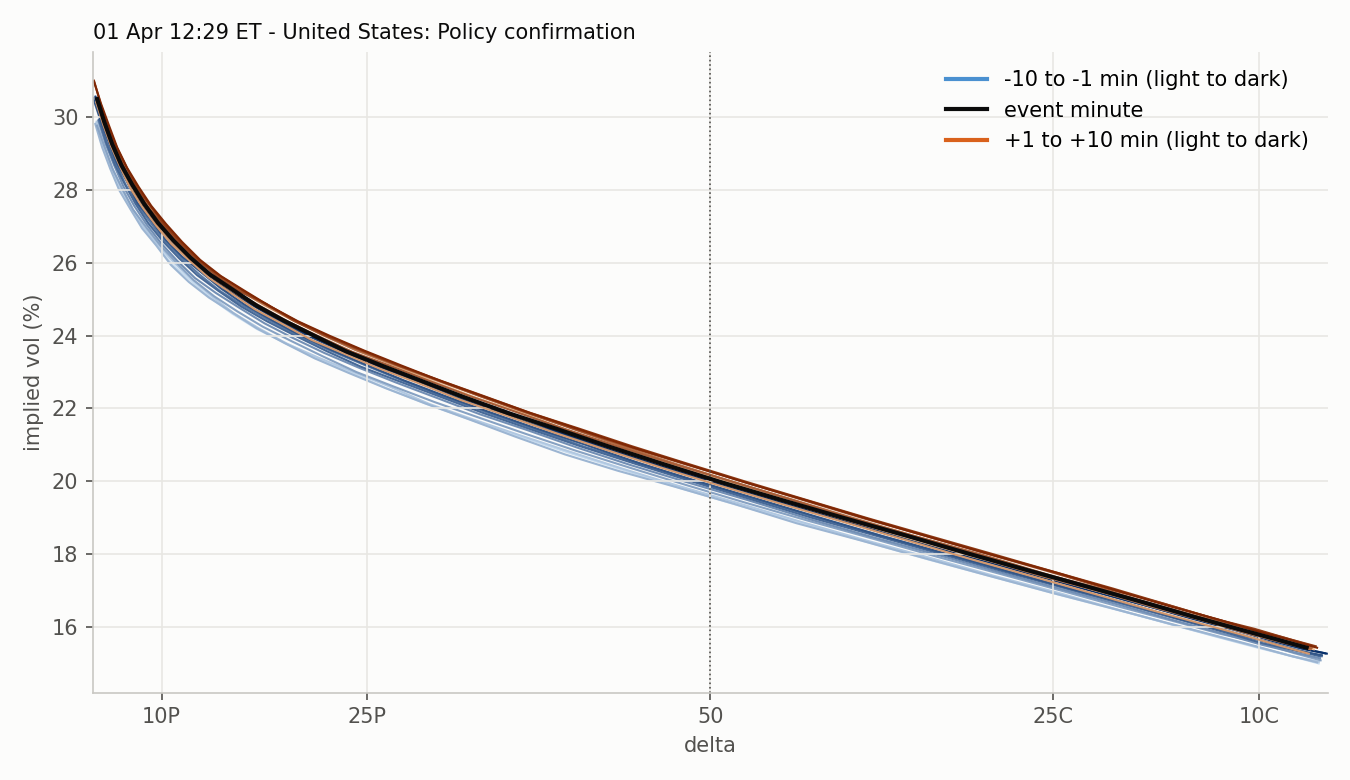 01 Apr 12:29 ET - United States: Policy confirmation
-10 to -1 min (light to dark)
event minute
+1 to +10 min (light to dark)
implied vol (%)
30
28
26
24
22
20
18
16
10P
25P
50
25C
10C
delta